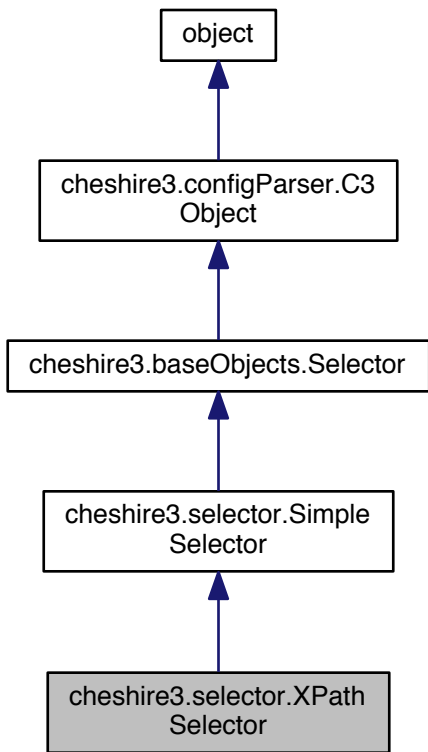 object
cheshire3.configParser.C3
Object
cheshire3.baseObjects.Selector
cheshire3.selector.Simple
Selector
cheshire3.selector.XPath
Selector